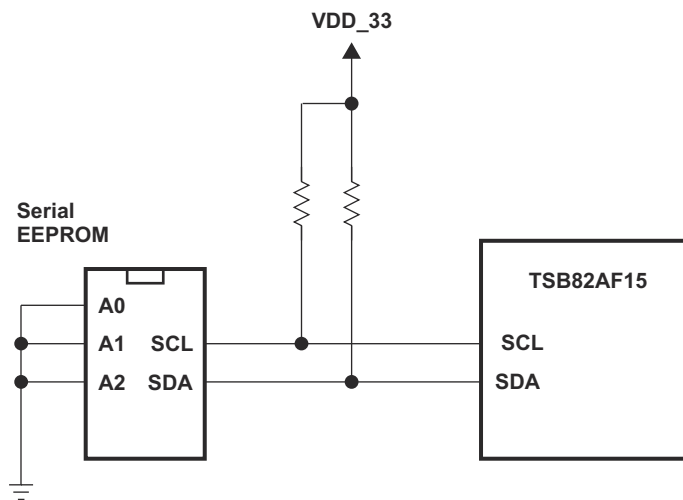 VDD_33
Serial
EEPROM
TSB82AF15
A0
A1 SCL
SCL
A2 SDA
SDA